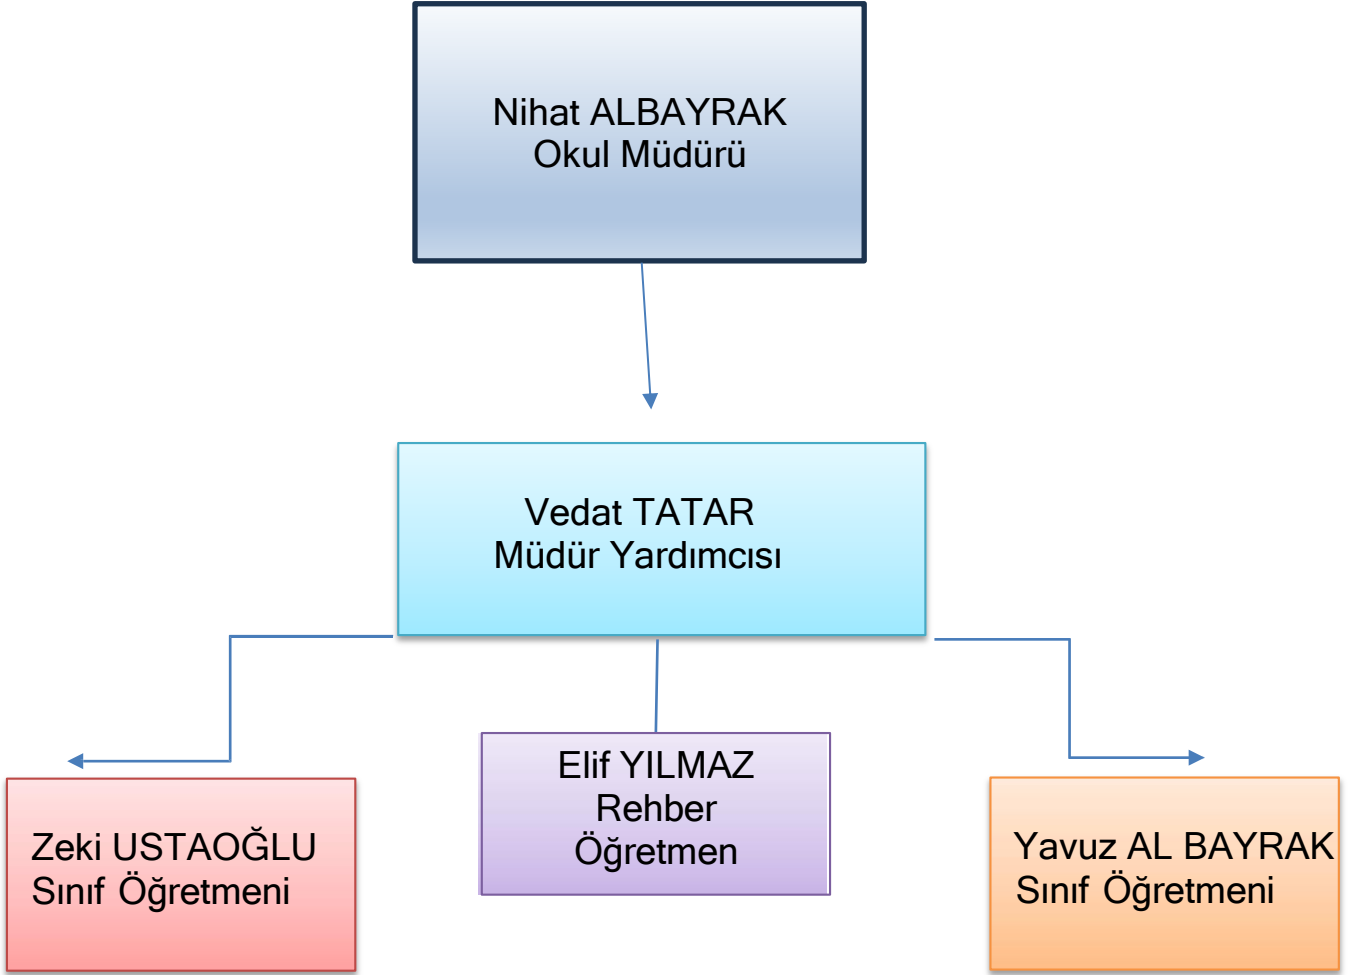 Nihat ALBAYRAK
Okul Müdürü
Vedat TATAR
Müdür Yardımcısı
Elif YILMAZ
Rehber
Öğretmen
Zeki USTAOĞLU
Sınıf Öğretmeni
Yavuz AL BAYRAK
Sınıf Öğretmeni